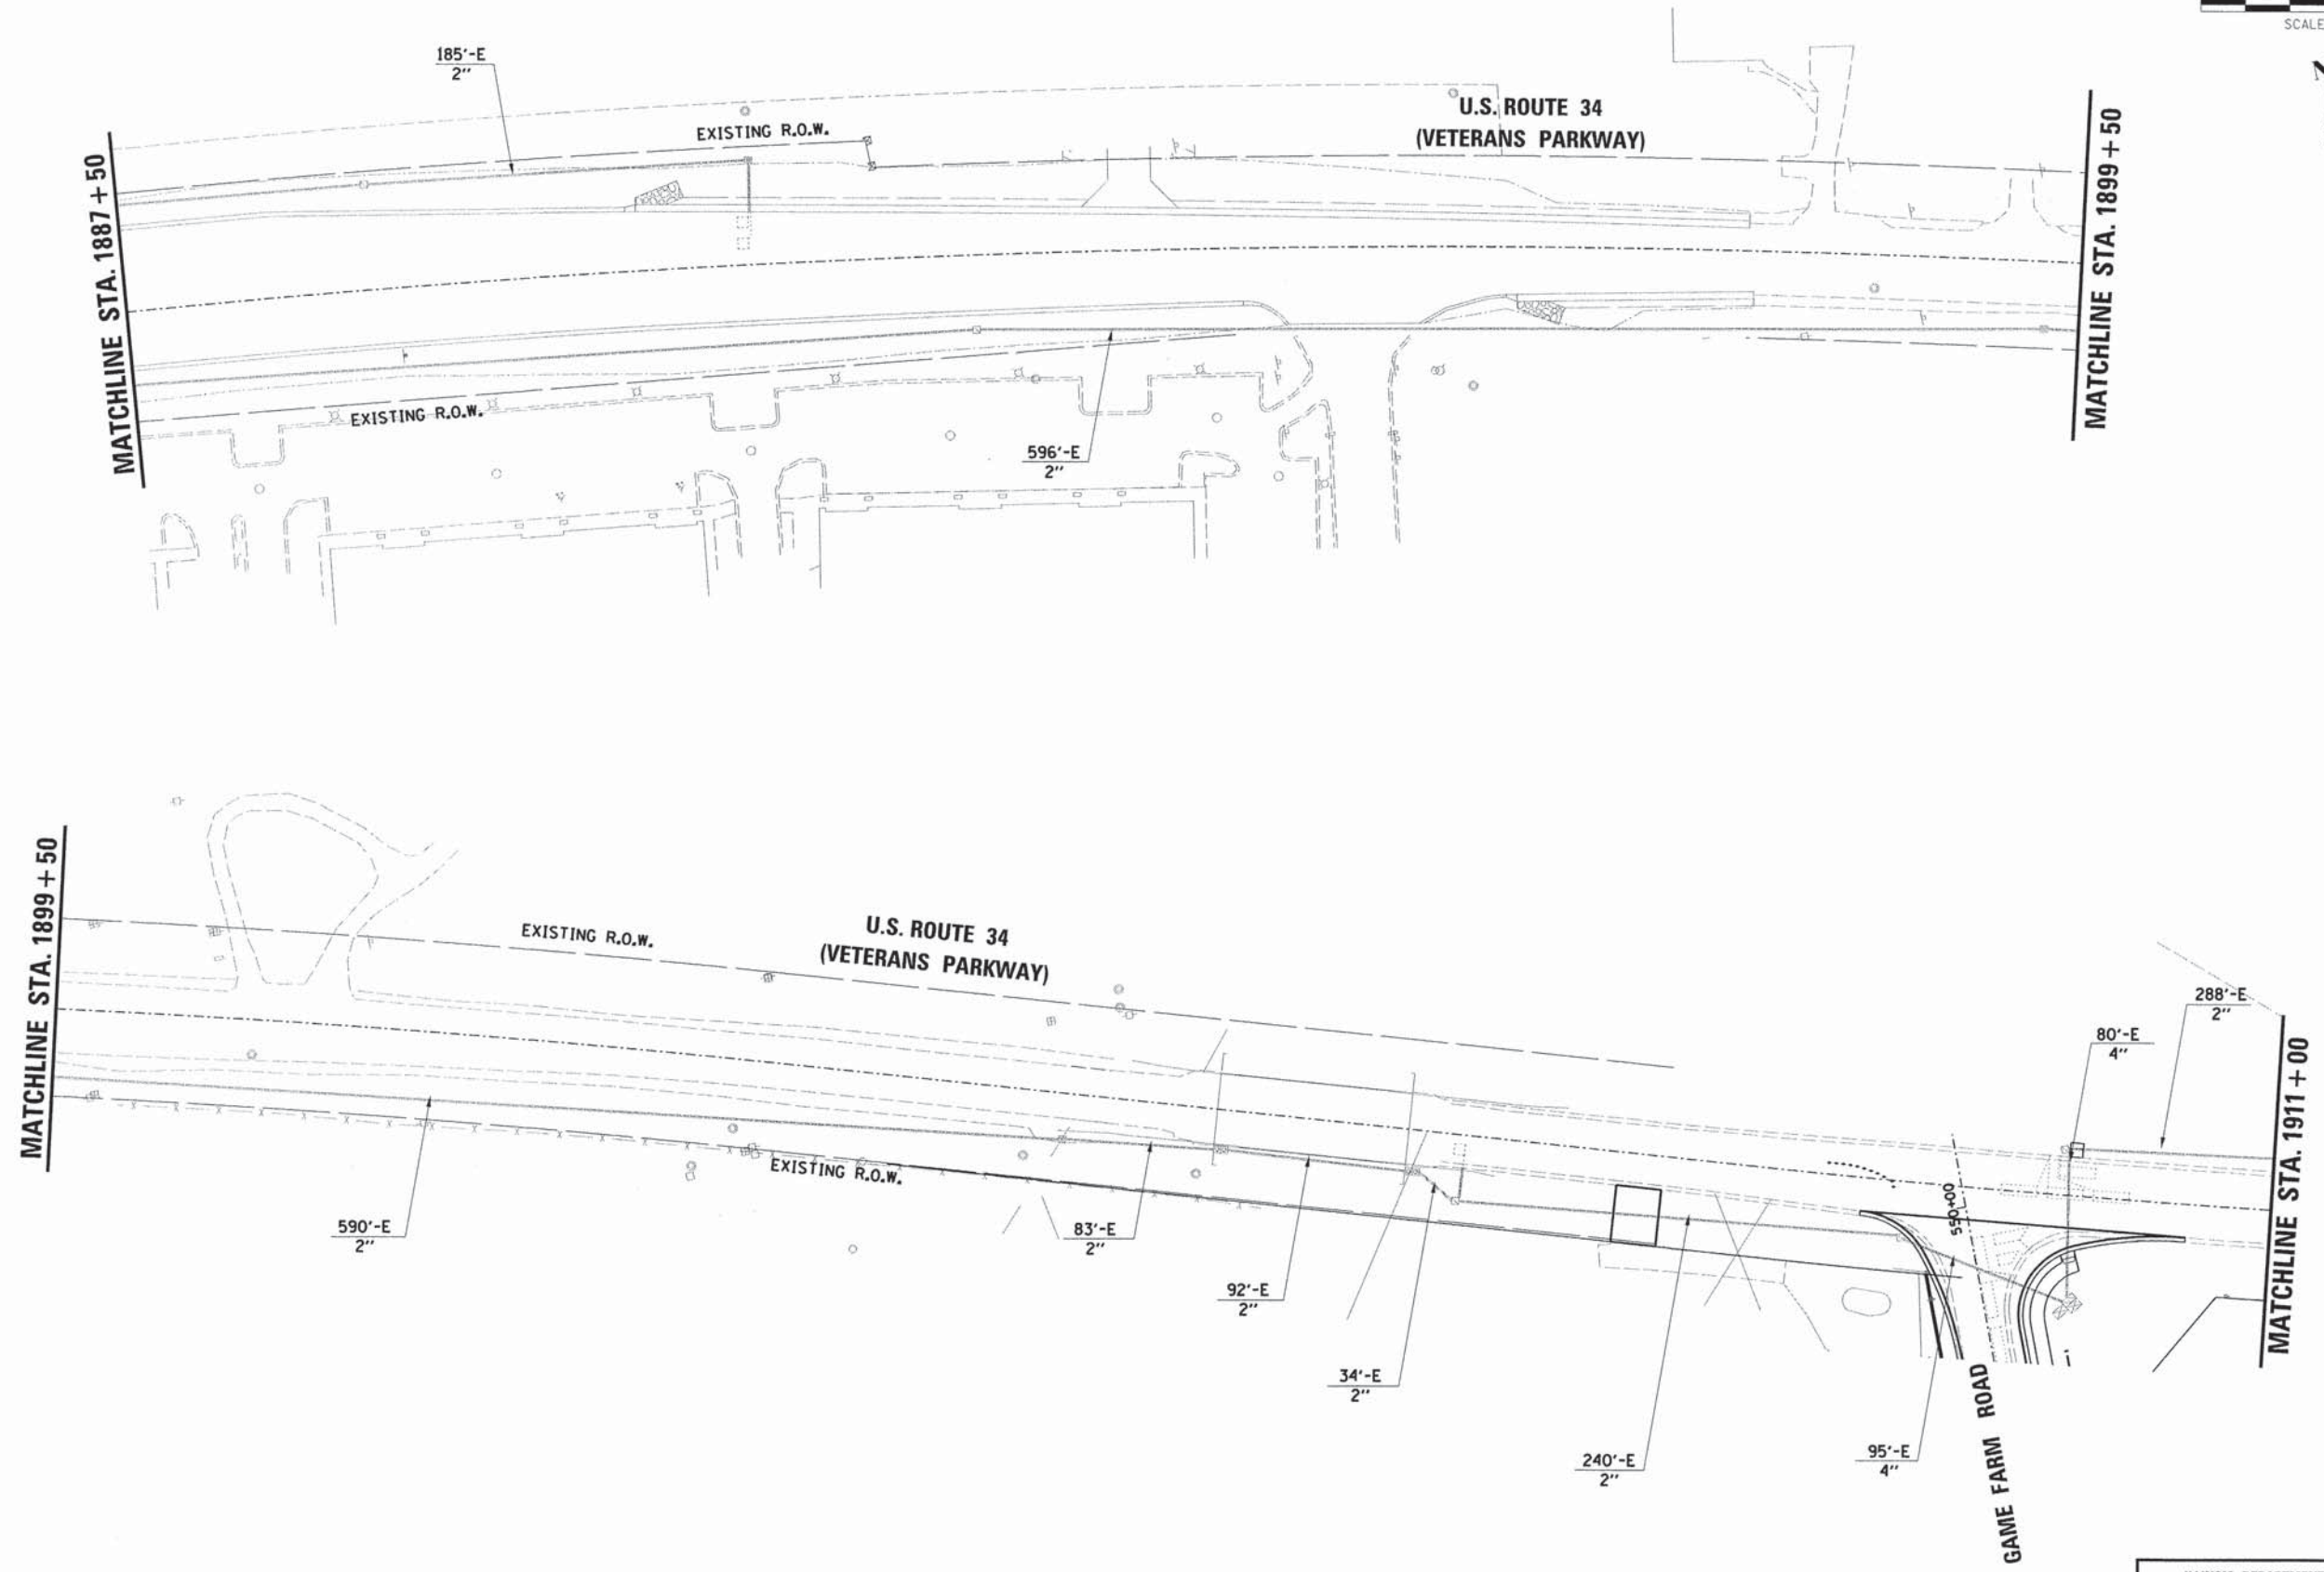 SCALE
185'-E
2"
EXISTING R.O.W.
U.S. ROUTE 34
(VETERANS PARKWAY)
MATCHLINE STA. 1887+50
MATCHLINE STA. 1899+50
EXISTING R.O.W.
596'-E
2"
MATCHLINE STA. 1899+50
EXISTING R.O.W.
U.S. ROUTE 34
(VETERANS PARKWAY)
288'-E
2"
80'-E
4"
MATCHLINE STA. 1911+00
EXISTING R.O.W.
550+00
590'-E
2"
83'-E
2"
92'-E
2"
34'-E
2"
240'-E
2"
95'-E
4"
GAME FARM ROAD